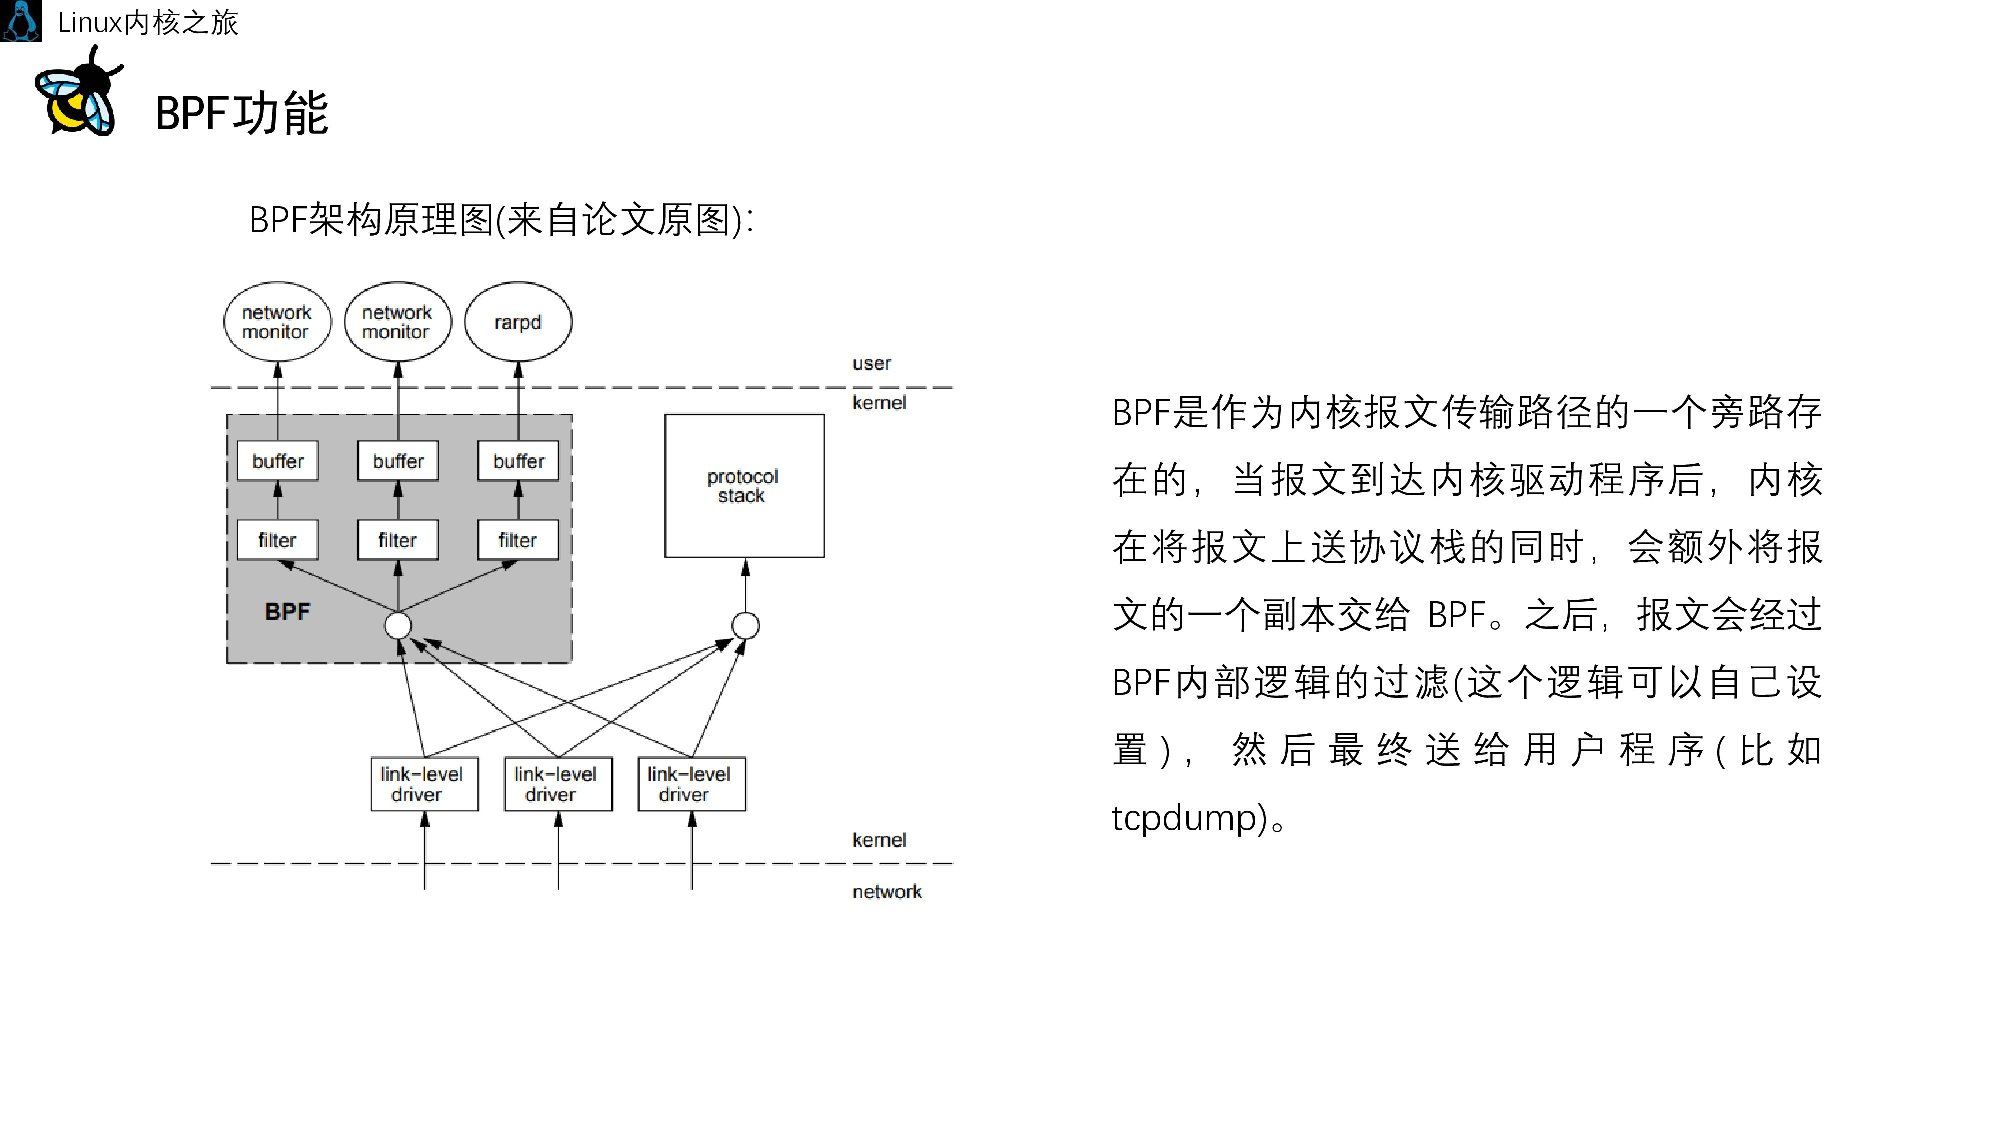 Linux内核之旅
BPF功能
BPF架构原理图(来自论文原图):
network
monitor
network
monitor
rarpd
user
kernel
buffer
buffer
buffer
protocol
stack
filter
filter
filter
BPF
link-level
driver
link-level
driver
link-level
driver
kernel
network
BPF是作为内核报文传输路径的一个旁路存
在的，当报文到达内核驱动程序后，内核
在将报文上送协议栈的同时，会额外将报
文的一个副本交给 BPF。之后，报文会经过
BPF内部逻辑的过滤(这个逻辑可以自己设
置)，然后最终送给用户程序(比如
tcpdump)。